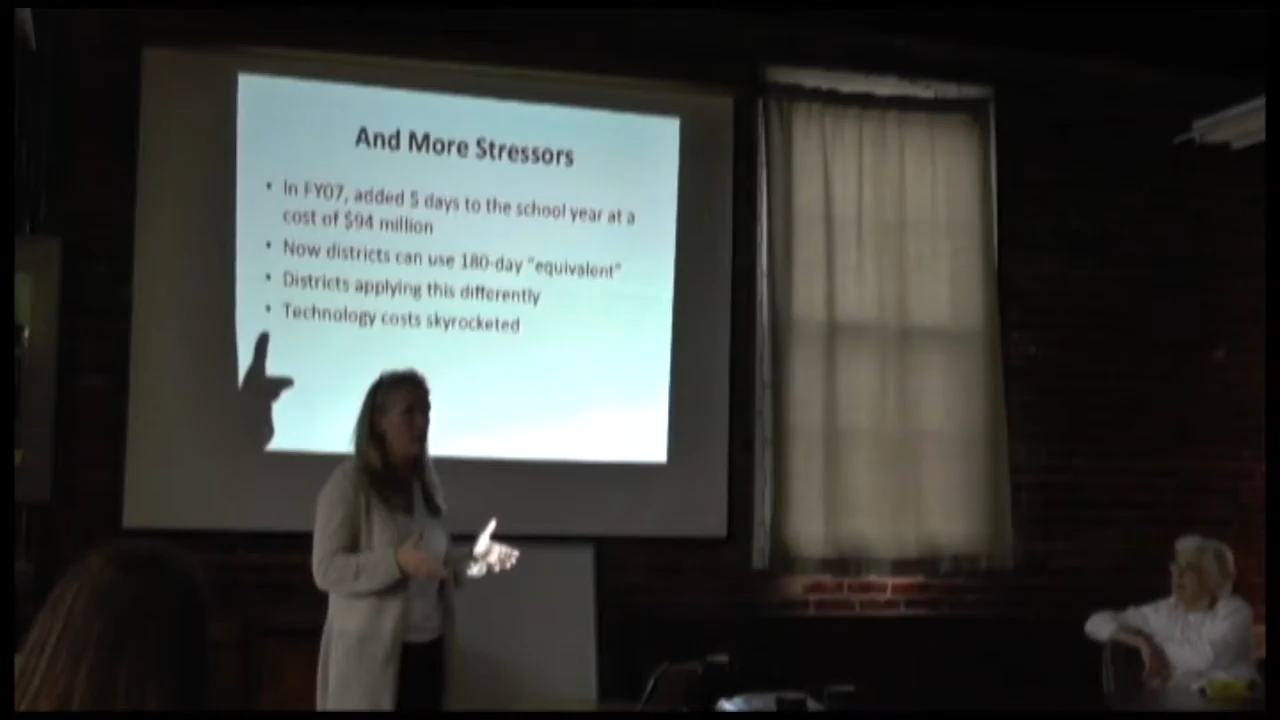 And More Stressors
• In FY07, added 5 days to the school year at a
cost of $94 million
• Now districts can use 180-day "equivalent"
• Districts applying this differently
• Technology costs skyrocketed